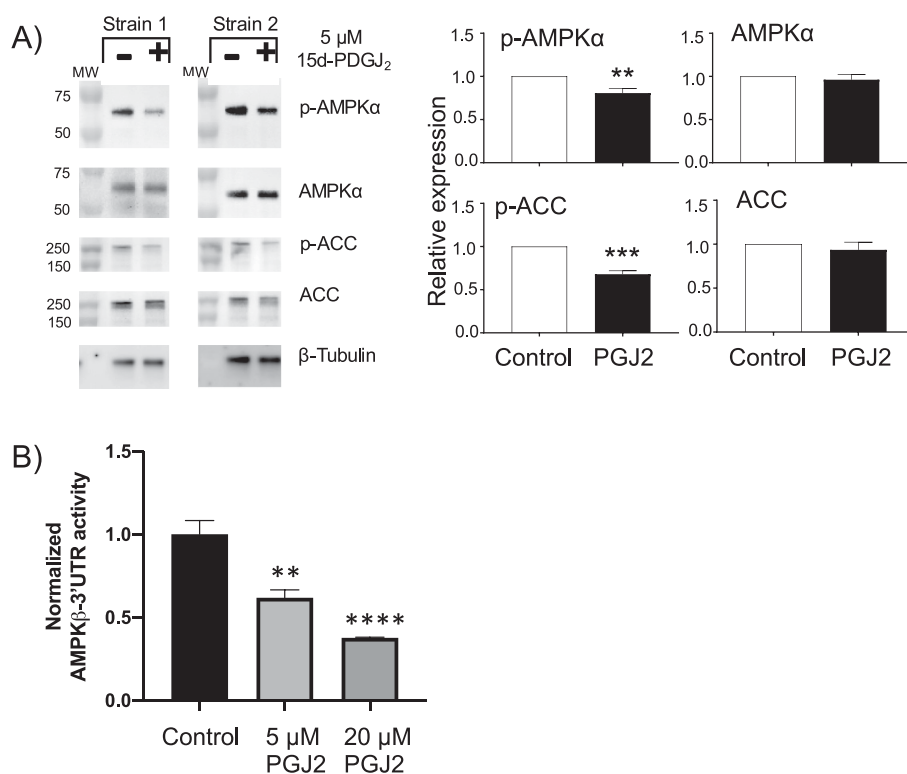 A)
Strain 1
Strain 2
5 µM
15d-PDGJ₂
- +
- +
MW
MW
75
50
p-AMPKα
75
50
AMPKα
250
150
p-ACC
250
150
ACC
β-Tubulin
Relative expression
p-AMPKα
1.5
1.0
0.5
0.0
**
AMPKα
1.5
1.0
0.5
0.0
p-ACC
1.5
1.0
0.5
0.0
***
Control PGJ2
ACC
1.5
1.0
0.5
0.0
Control PGJ2
B)
Normalized
AMPKβ-3'UTR activity
1.5
1.0
0.5
0.0
**
****
Control
5 µM
PGJ2
20 µM
PGJ2